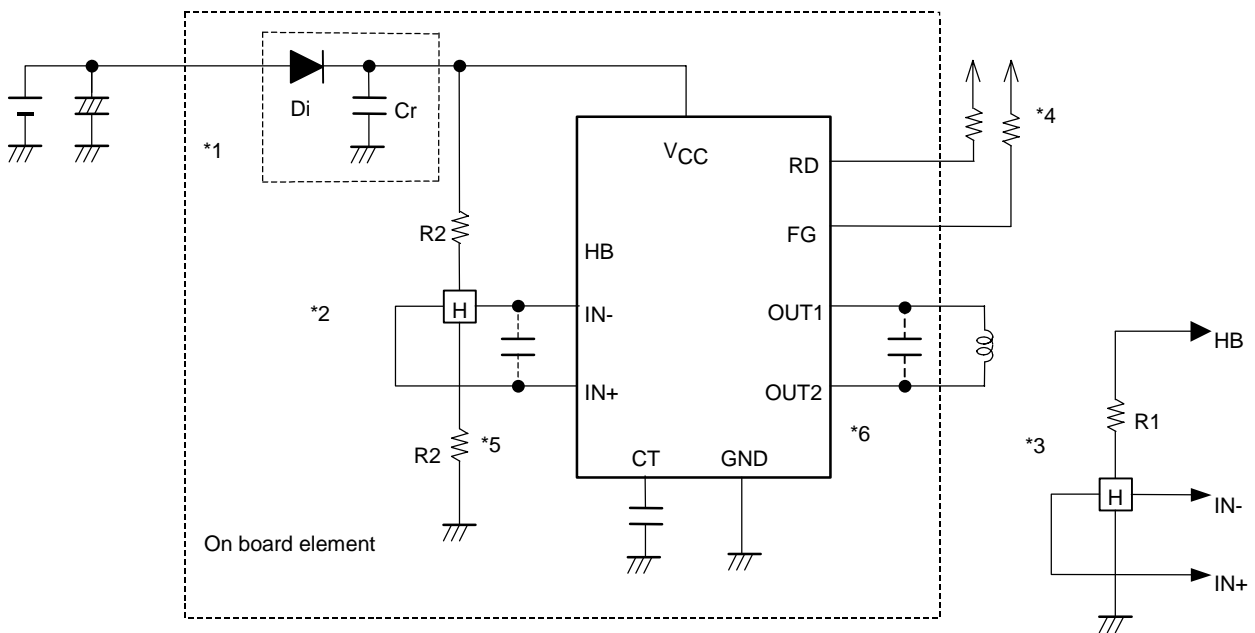 Di
Cr
*1
*4
VCC
RD
R2
FG
HB
*2
H
IN-
OUT1
HB
IN+
OUT2
R1
R2
*5
*6
*3
CT
GND
H
IN-
On board element
IN+